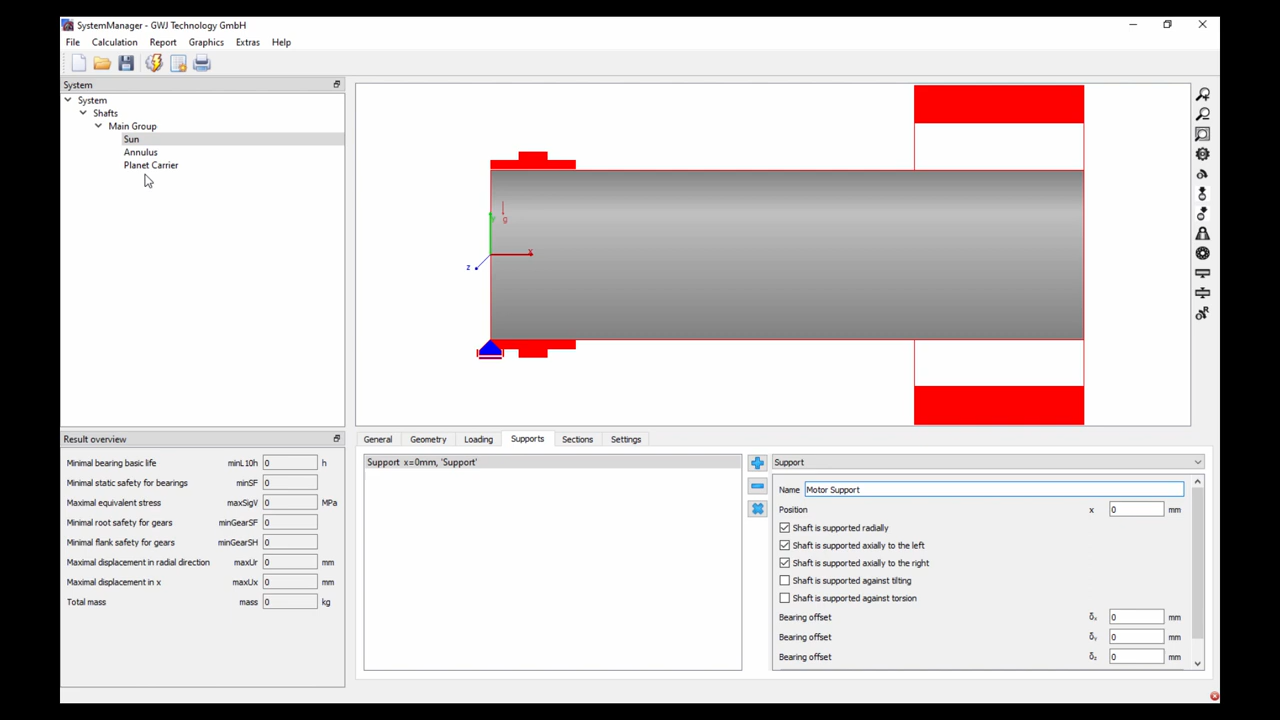 SystemManager - GWJ Technology GmbH
File Calculation Report Graphics Extras Help
System
System
Shafts
Main Group
Sun
Annulus
Planet Carrier
g
x
z
R
Result overview
Minimal bearing basic life minL10h 0 h
Minimal static safety for bearings minSF 0
Maximal equivalent stress maxSigV 0 MPa
Minimal root safety for gears minGearSF 0
Minimal flank safety for gears minGearSH 0
Maximal displacement in radial direction maxUr 0 mm
Maximal displacement in x maxUx 0 mm
Total mass mass 0 kg
General Geometry Loading Supports Sections Settings
Support x=0mm, 'Support'
Support
Name Motor Support
Position x 0 mm
Shaft is supported radially
Shaft is supported axially to the left
Shaft is supported axially to the right
Shaft is supported against tilting
Shaft is supported against torsion
Bearing offset δx 0 mm
Bearing offset δy 0 mm
Bearing offset δz 0 mm